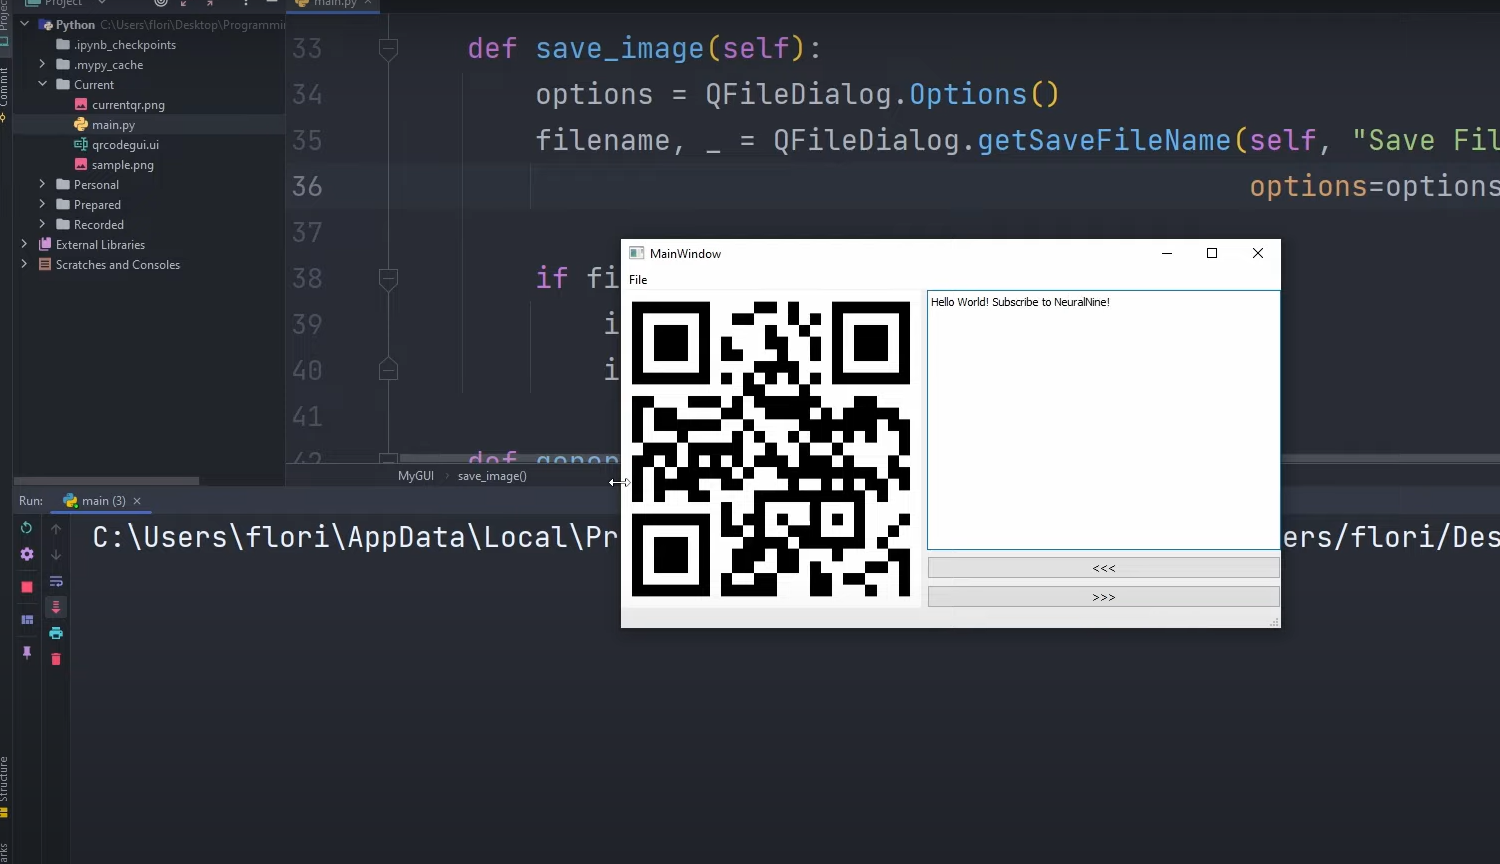 Project
main.py
Python C:\Users\flori\Desktop\Programmi
.ipynb_checkpoints
.mypy_cache
Current
currentqr.png
main.py
qrcodegui.ui
sample.png
Personal
Prepared
Recorded
External Libraries
Scratches and Consoles
Commit
33 def save_image(self):
34 options = QFileDialog.Options()
35 filename, _ = QFileDialog.getSaveFileName(self, "Save Fil
36 options=options
37
38 if fi
39 i
40 i
41
42 def gener
MyGUI save_image()
MainWindow
File
Hello World! Subscribe to NeuralNine!
<<<
>>>
Run: main (3)
C:\Users\flori\AppData\Local\Pr ers/flori/Des
Structure
arks